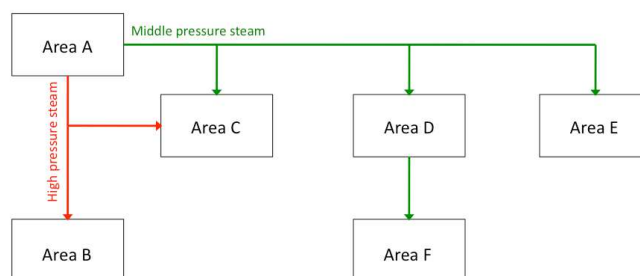 Middle pressure steam
Area A
High pressure steam
Area C
Area D
Area E
Area B
Area F